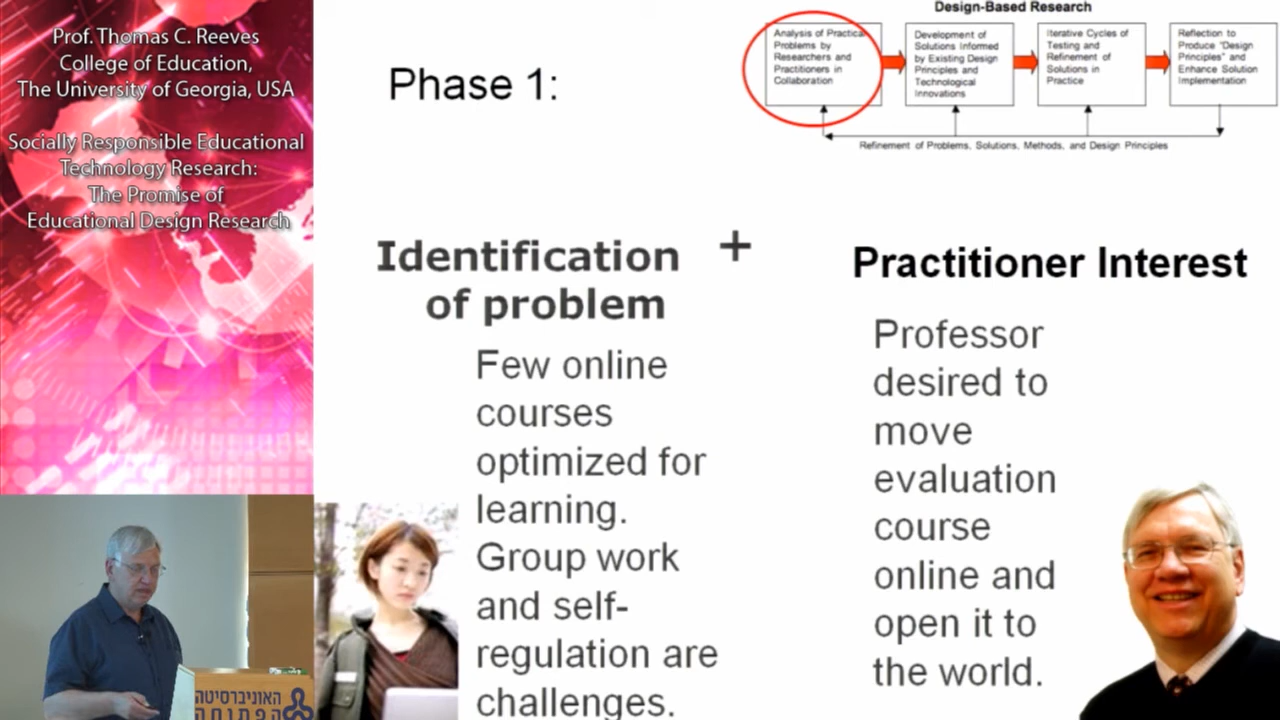 Prof. Thomas C. Reeves
College of Education,
The University of Georgia, USA
Socially Responsible Educational
Technology Research:
The Promise of
Educational Design Research
Phase 1:
Design-Based Research
Analysis of Practical
Problems by
Researchers and
Practitioners in
Collaboration
Development of
Solutions Informed
by Existing Design
Principles and
Technological
Innovations
Iterative Cycles of
Testing and
Refinement of
Solutions in
Practice
Reflection to
Produce "Design
Principles" and
Enhance Solution
Implementation
Refinement of Problems, Solutions, Methods, and Design Principles
Identification
of problem
+
Practitioner Interest
Few online
courses
optimized for
learning.
Group work
and self-
regulation are
challenges.
Professor
desired to
move
evaluation
course
online and
open it to
the world.
האוניברסיטה
הפתוחה